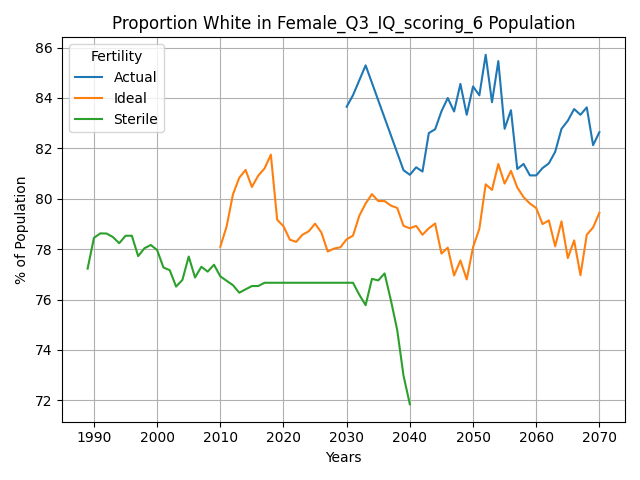 Proportion White in Female_Q3_IQ_scoring_6 Population
Fertility
Actual
Ideal
Sterile
% of Population
86
84
82
80
78
76
74
72
1990
2000
2010
2020
2030
2040
2050
2060
2070
Years